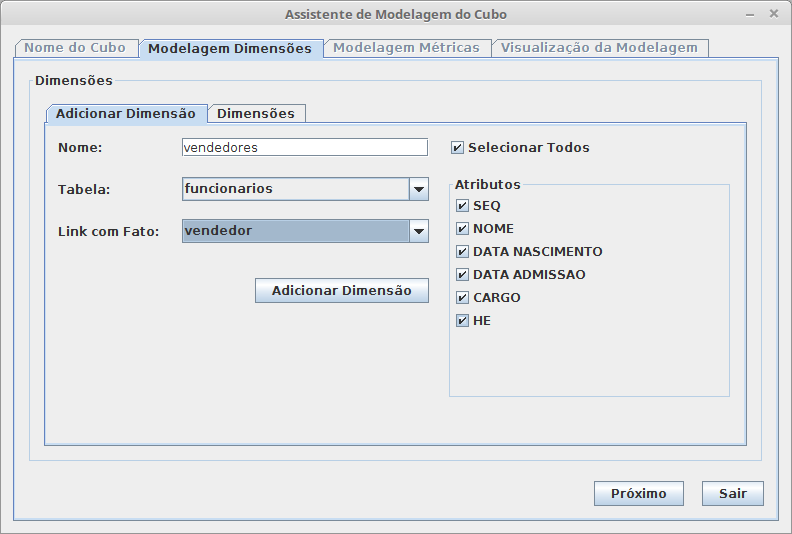 Assistente de Modelagem do Cubo
Nome do Cubo Modelagem Dimensões Modelagem Métricas Visualização da Modelagem
Dimensões
Adicionar Dimensão Dimensões
Nome: vendedores
Selecionar Todos
Tabela: funcionarios
Link com Fato: vendedor
Adicionar Dimensão
Atributos
SEQ
NOME
DATA NASCIMENTO
DATA ADMISSAO
CARGO
HE
Próximo Sair